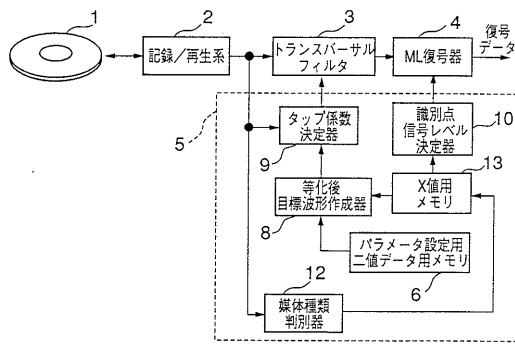 1
2
3
4
記録／再生系
トランスバーサル
フィルタ
ML復号器
復号
データ
5
タップ係数
決定器
9
識別点
信号レベル
決定器
10
等化後
目標波形作成器
8
X値用
メモリ
13
パラメータ設定用
二値データ用メモリ
6
12
媒体種類
判別器